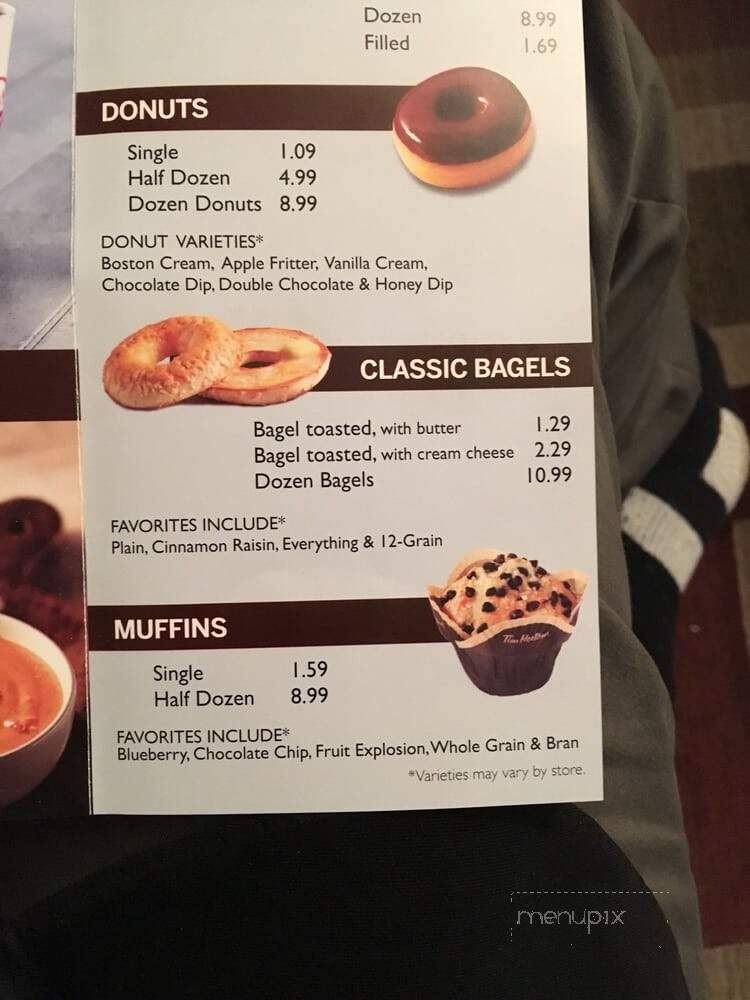 Dozen 8.99
Filled 1.69
DONUTS
Single 1.09
Half Dozen 4.99
Dozen Donuts 8.99
DONUT VARIETIES*
Boston Cream, Apple Fritter, Vanilla Cream,
Chocolate Dip, Double Chocolate & Honey Dip
CLASSIC BAGELS
Bagel toasted, with butter 1.29
Bagel toasted, with cream cheese 2.29
Dozen Bagels 10.99
FAVORITES INCLUDE*
Plain, Cinnamon Raisin, Everything & 12-Grain
MUFFINS
Tim Hortons
Single 1.59
Half Dozen 8.99
FAVORITES INCLUDE*
Blueberry, Chocolate Chip, Fruit Explosion, Whole Grain & Bran
*Varieties may vary by store.
menupix